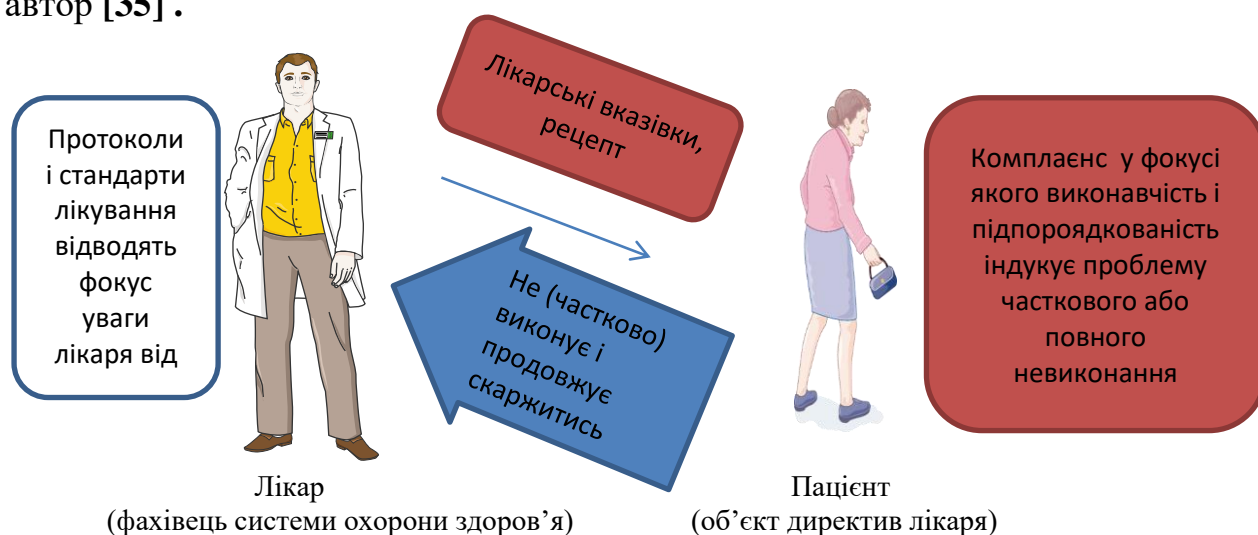 автор [35] .
Протоколи
і стандарти
лікування
відводять
фокус
уваги
лікаря від
Лікарські вказівки,
рецепт
Не (частково)
виконує і
продовжує
скаржитись
Комплаєнс у фокусі
якого виконавчість і
підпороядкованість
індукує проблему
часткового або
повного
невиконання
Лікар
(фахівець системи охорони здоров’я)
Пацієнт
(об’єкт директив лікаря)